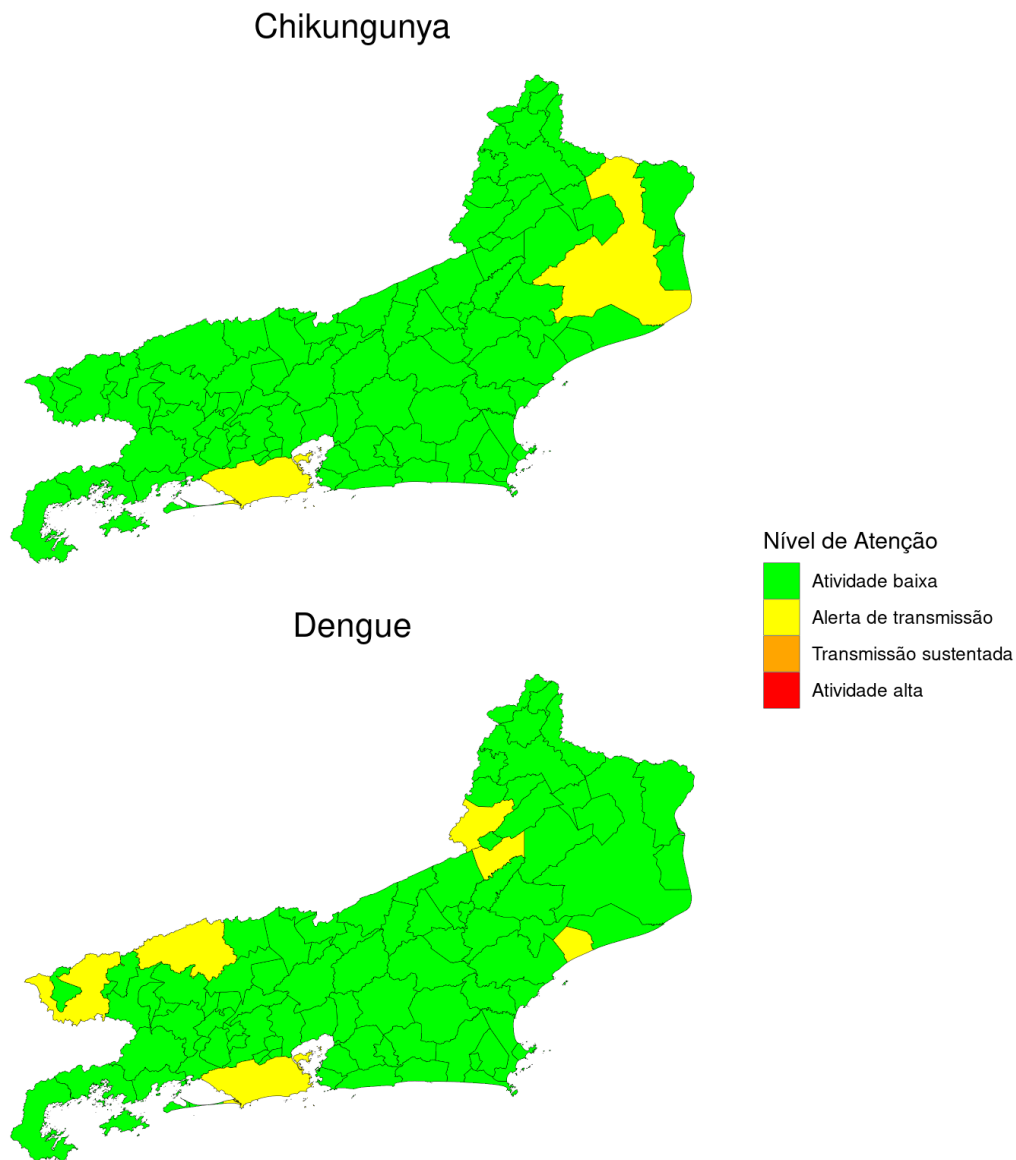 Chikungunya
Nível de Atenção
Atividade baixa
Alerta de transmissão
Transmissão sustentada
Atividade alta
Dengue